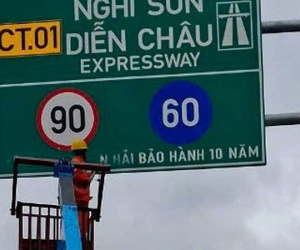 NGHI SƠN
CT.01 DIỄN CHÂU
EXPRESSWAY
90 60
HẢI BẢO HÀNH 10 NĂM